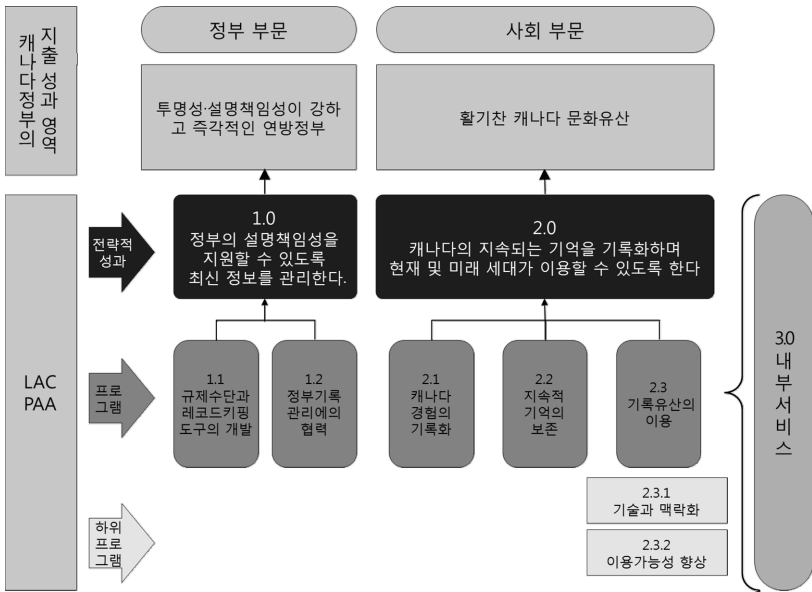 캐나다정부의
지출 성과 영역
정부 부문
사회 부문
투명성·설명책임성이 강하
고 즉각적인 연방정부
활기찬 캐나다 문화유산
LAC
PAA
전략적
성과
1.0
정부의 설명책임성을
지원할 수 있도록
최신 정보를 관리한다.
2.0
캐나다의 지속되는 기억을 기록화하며
현재 및 미래 세대가 이용할 수 있도록 한다
프로
그램
1.1
규제수단과
레코드키핑
도구의 개발
1.2
정부기록
관리에의
협력
2.1
캐나다
경험의
기록화
2.2
지속적
기억의
보존
2.3
기록유산의
이용
하위
프로
그램
2.3.1
기술과 맥락화
2.3.2
이용가능성 향상
3.0 내부서비스